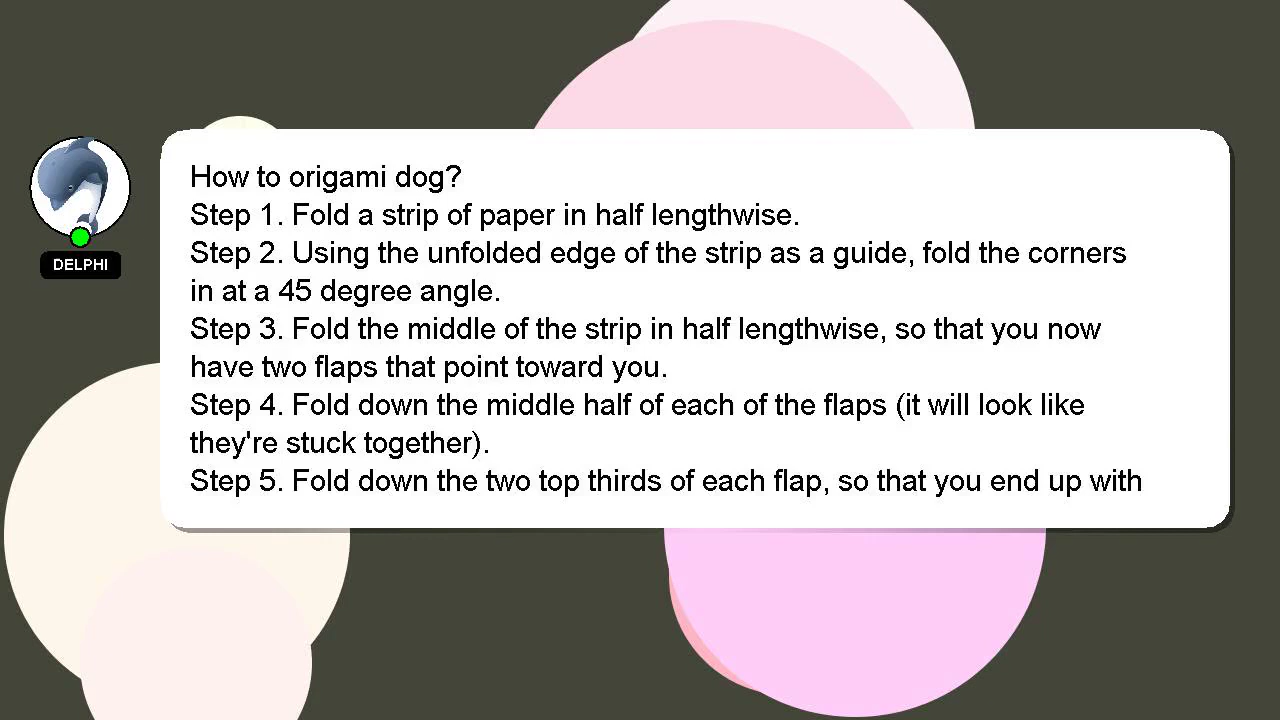 How to origami dog?
Step 1. Fold a strip of paper in half lengthwise.
Step 2. Using the unfolded edge of the strip as a guide, fold the corners
in at a 45 degree angle.
Step 3. Fold the middle of the strip in half lengthwise, so that you now
have two flaps that point toward you.
Step 4. Fold down the middle half of each of the flaps (it will look like
they're stuck together).
Step 5. Fold down the two top thirds of each flap, so that you end up with
DELPHI